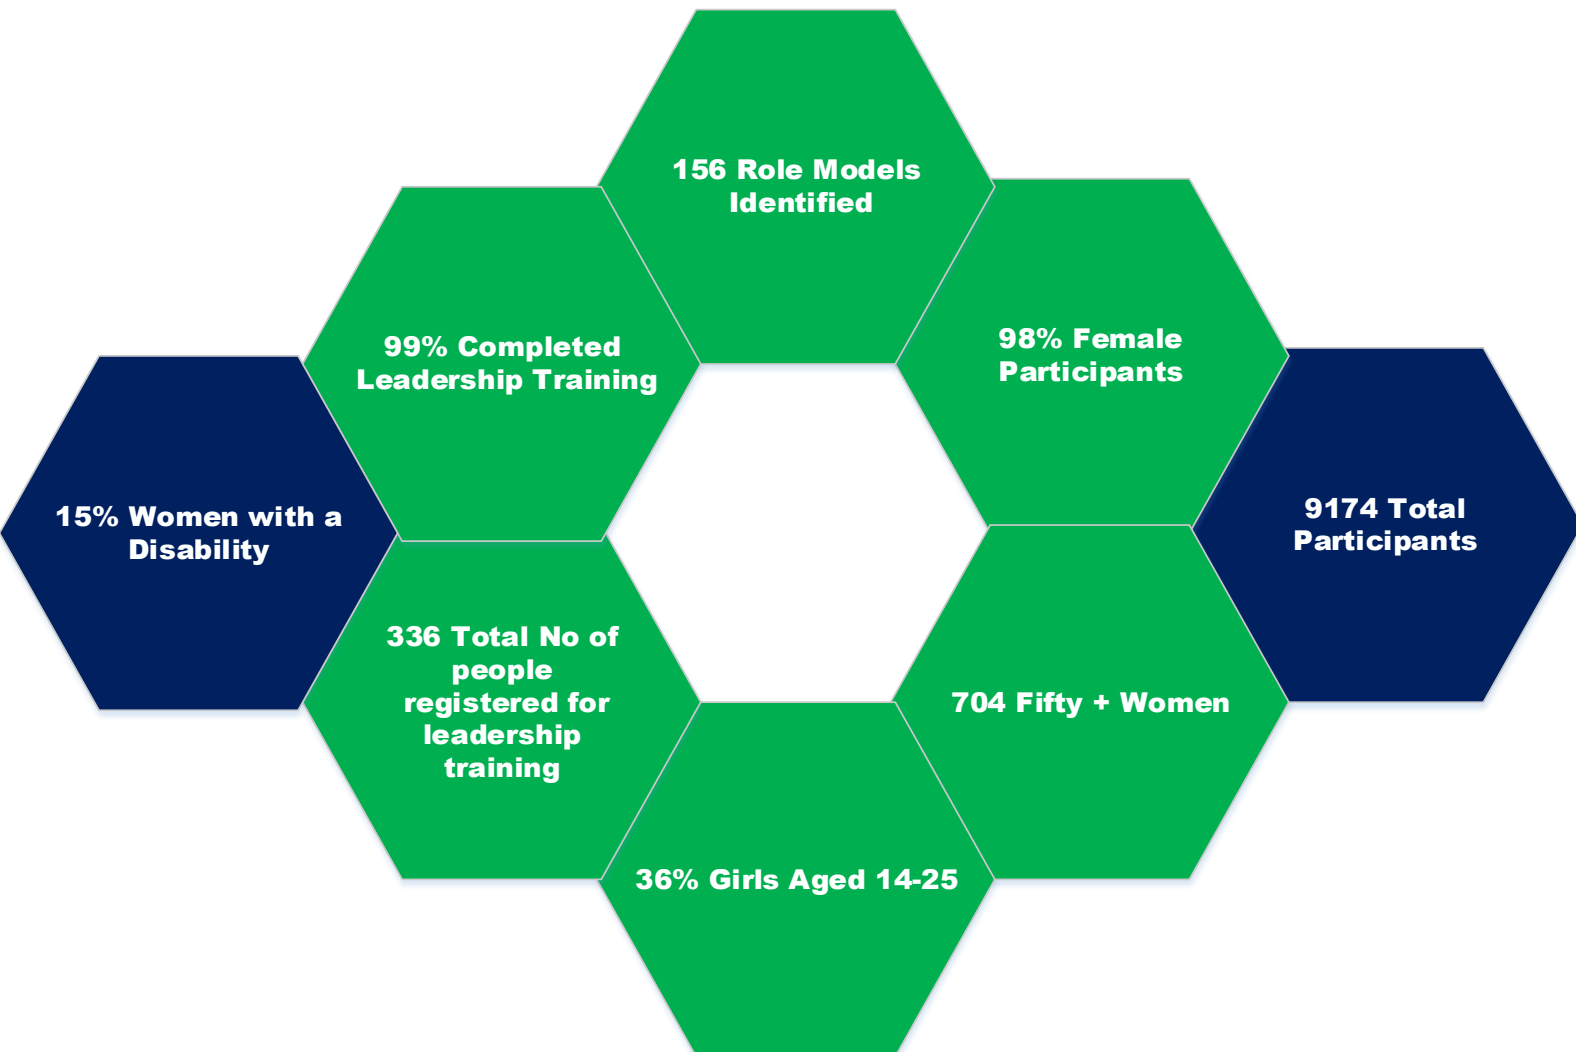 156 Role Models
Identified
99% Completed
Leadership Training
98% Female
Participants
15% Women with a
Disability
9174 Total
Participants
336 Total No of
people
registered for
leadership
training
704 Fifty + Women
36% Girls Aged 14-25